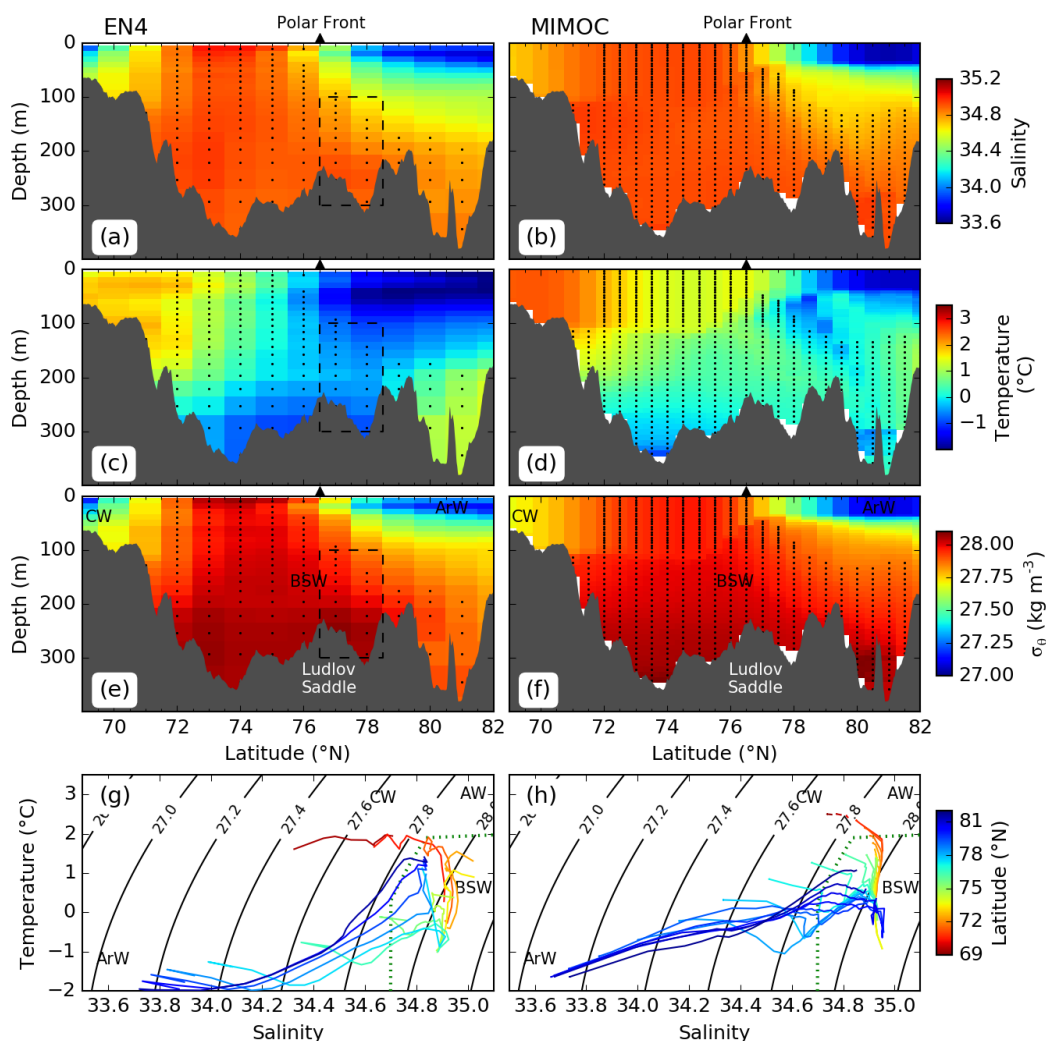 EN4
Polar Front
MIMOC
Polar Front
0
100
200
300
Depth (m)
(a)
(b)
35.2
34.8
34.4
34.0
33.6
Salinity
0
100
200
300
Depth (m)
(c)
(d)
3
2
1
0
−1
Temperature
(°C)
0
100
200
300
Depth (m)
CW
ArW
BSW
Ludlov
Saddle
(e)
CW
ArW
BSW
Ludlov
Saddle
(f)
28.00
27.75
27.50
27.25
27.00
σθ (kg m⁻³)
70 72 74 76 78 80 82
Latitude (°N)
70 72 74 76 78 80 82
Latitude (°N)
3
2
1
0
−1
−2
Temperature (°C)
(g)
27.0
27.2
27.4
27.6
27.8
CW
AW
BSW
ArW
33.6 33.8 34.0 34.2 34.4 34.6 34.8 35.0
Salinity
(h)
27.0
27.2
27.4
27.6
27.8
CW
AW
BSW
ArW
33.6 33.8 34.0 34.2 34.4 34.6 34.8 35.0
Salinity
81
78
75
72
69
Latitude (°N)